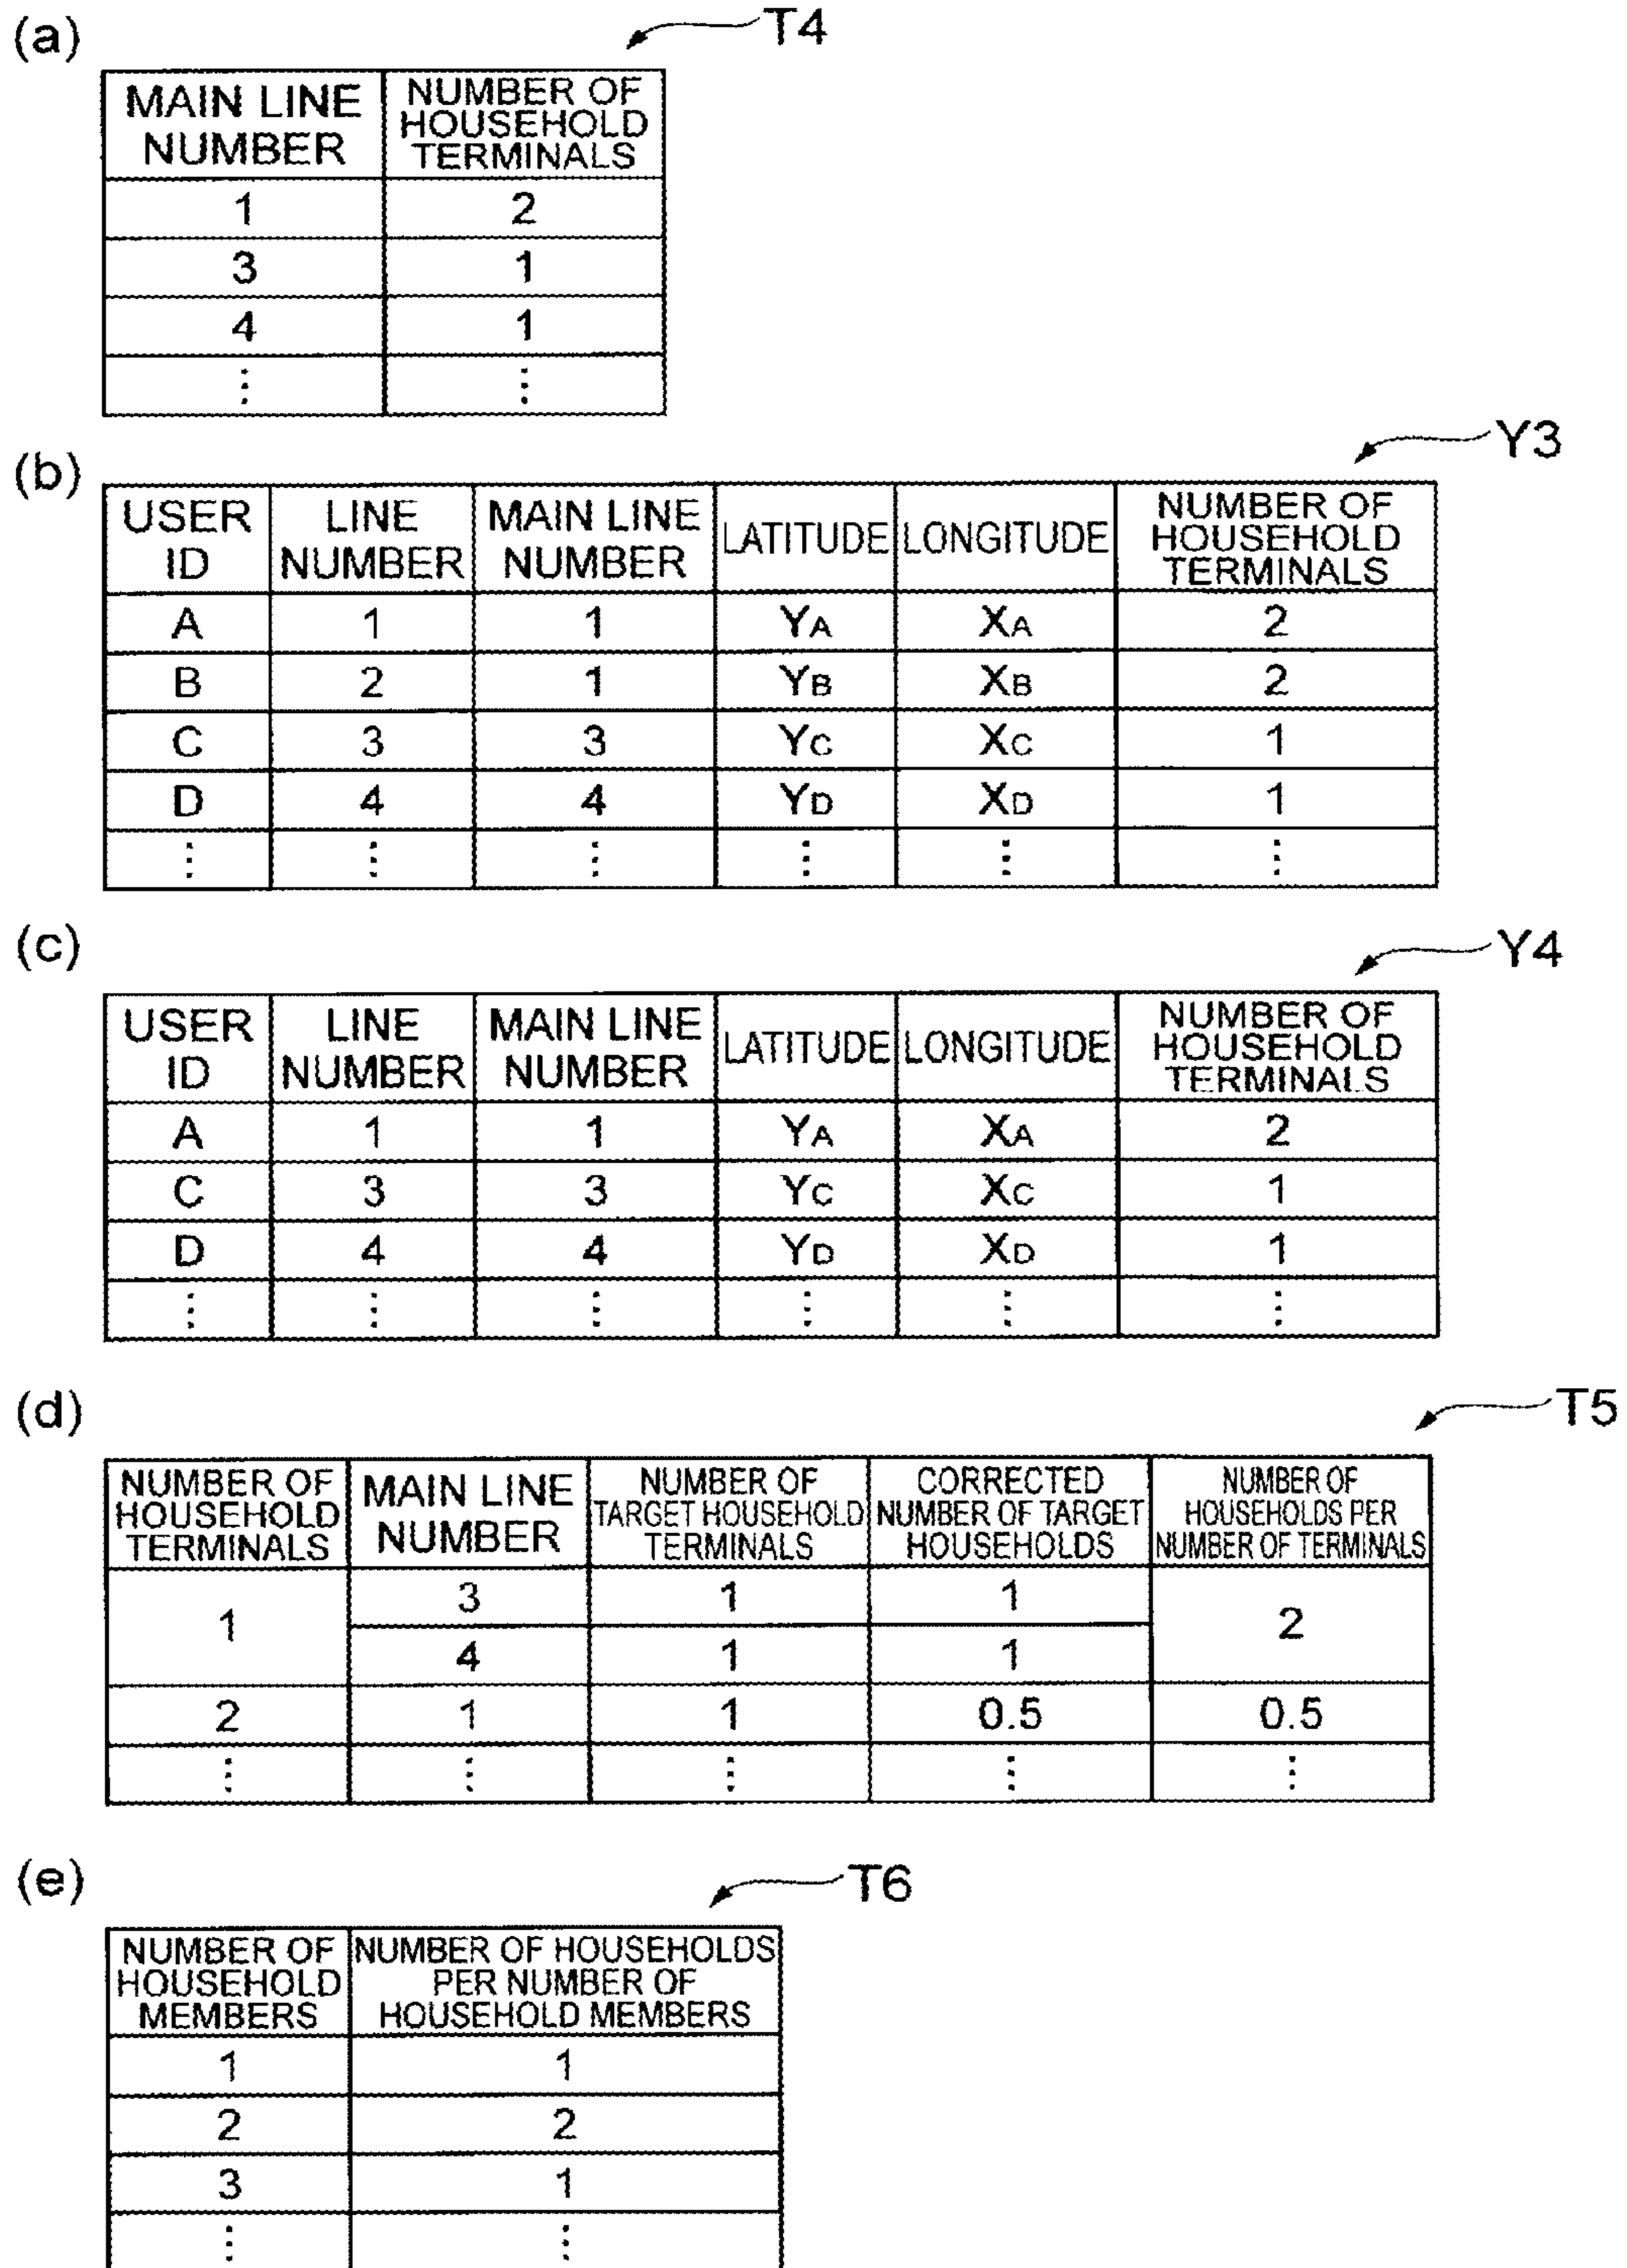 (a)
T4
MAIN LINE NUMBER | NUMBER OF HOUSEHOLD TERMINALS
1 | 2
3 | 1
4 | 1
⋮ | ⋮
(b)
Y3
USER ID | LINE NUMBER | MAIN LINE NUMBER | LATITUDE | LONGITUDE | NUMBER OF HOUSEHOLD TERMINALS
A | 1 | 1 | YA | XA | 2
B | 2 | 1 | YB | XB | 2
C | 3 | 3 | YC | XC | 1
D | 4 | 4 | YD | XD | 1
⋮ | ⋮ | ⋮ | ⋮ | ⋮ | ⋮
(c)
Y4
USER ID | LINE NUMBER | MAIN LINE NUMBER | LATITUDE | LONGITUDE | NUMBER OF HOUSEHOLD TERMINALS
A | 1 | 1 | YA | XA | 2
C | 3 | 3 | YC | XC | 1
D | 4 | 4 | YD | XD | 1
⋮ | ⋮ | ⋮ | ⋮ | ⋮ | ⋮
(d)
T5
NUMBER OF HOUSEHOLD TERMINALS | MAIN LINE NUMBER | NUMBER OF TARGET HOUSEHOLD TERMINALS | CORRECTED NUMBER OF TARGET HOUSEHOLDS | NUMBER OF HOUSEHOLDS PER NUMBER OF TERMINALS
1 | 3 | 1 | 1 | 2
4 | 1 | 1
2 | 1 | 1 | 0.5 | 0.5
⋮ | ⋮ | ⋮ | ⋮ | ⋮
(e)
T6
NUMBER OF HOUSEHOLD MEMBERS | NUMBER OF HOUSEHOLDS PER NUMBER OF HOUSEHOLD MEMBERS
1 | 1
2 | 2
3 | 1
⋮ | ⋮